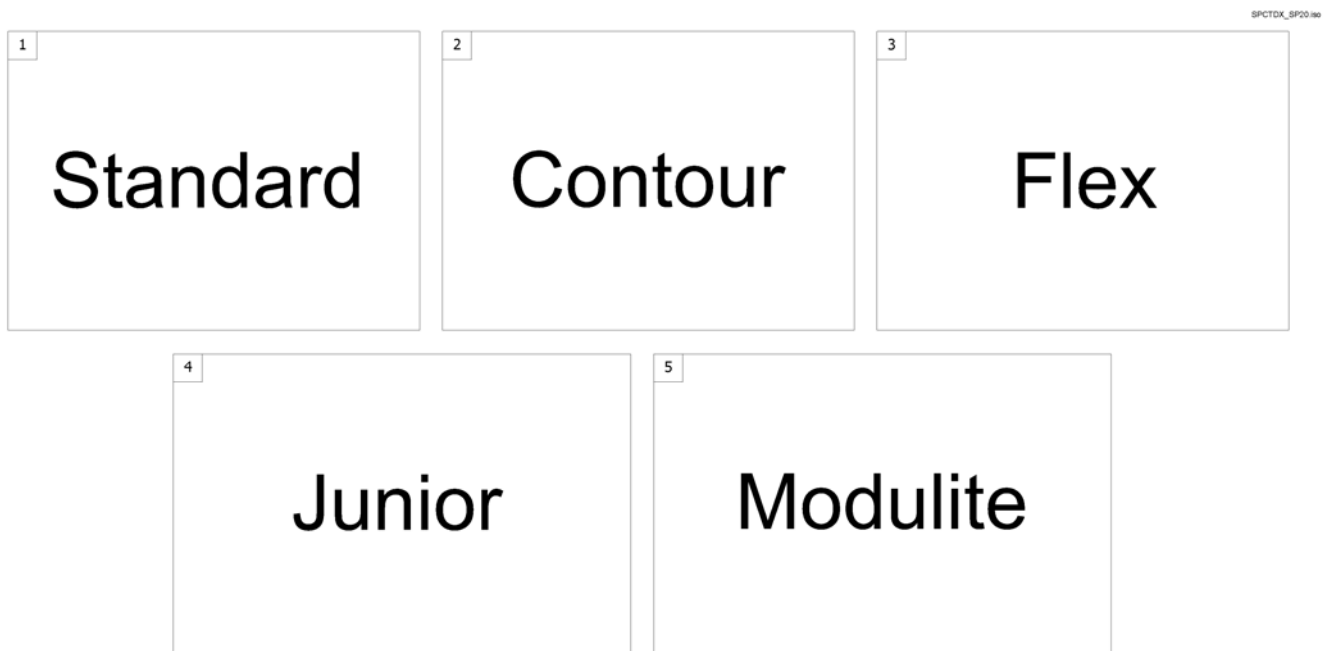 SPCTDX_SP20.iso
1
2
3
Standard
Contour
Flex
4
5
Junior
Modulite